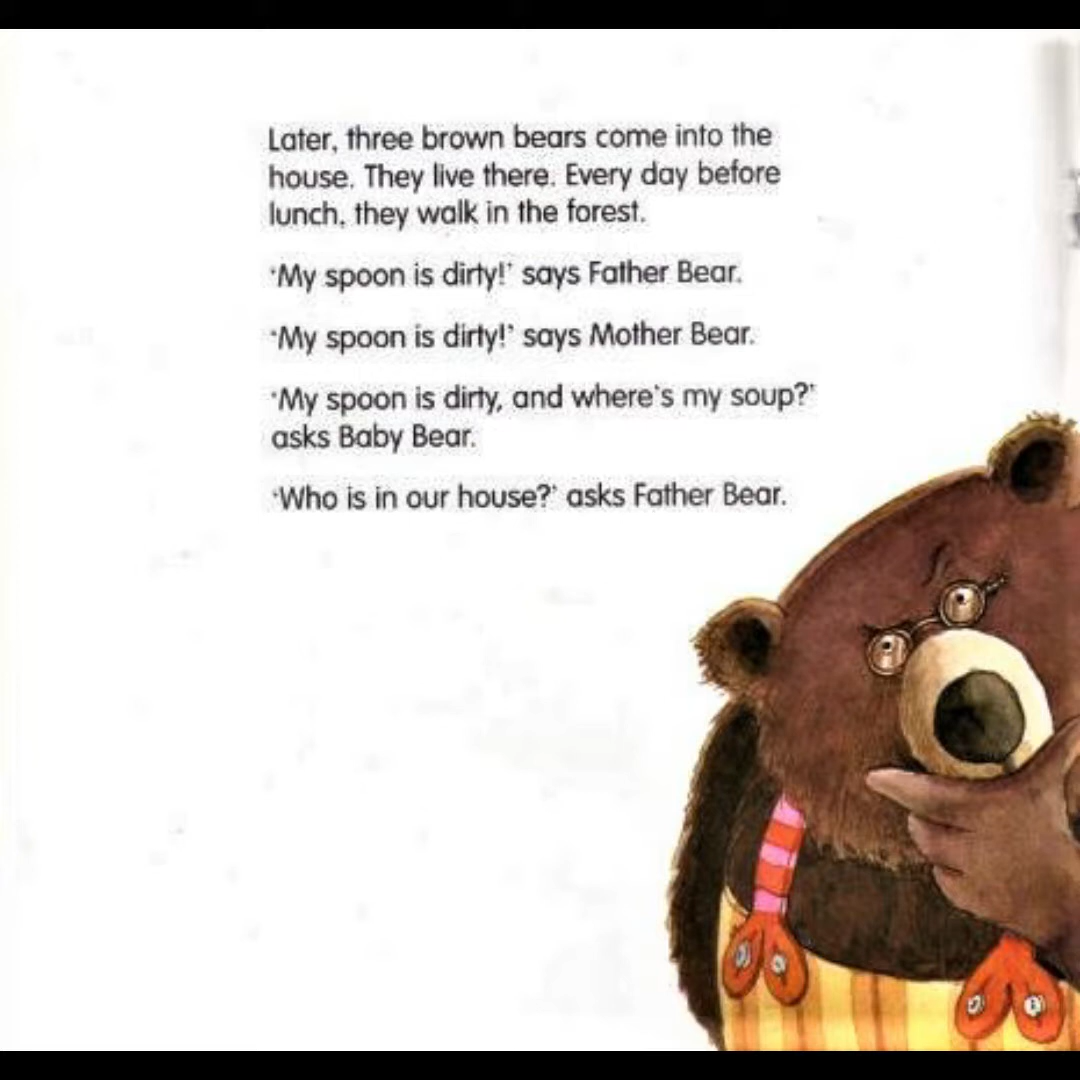 Later, three brown bears come into the
house. They live there. Every day before
lunch, they walk in the forest.
‘My spoon is dirty!’ says Father Bear.
‘My spoon is dirty!’ says Mother Bear.
‘My spoon is dirty, and where’s my soup?’
asks Baby Bear.
‘Who is in our house?’ asks Father Bear.